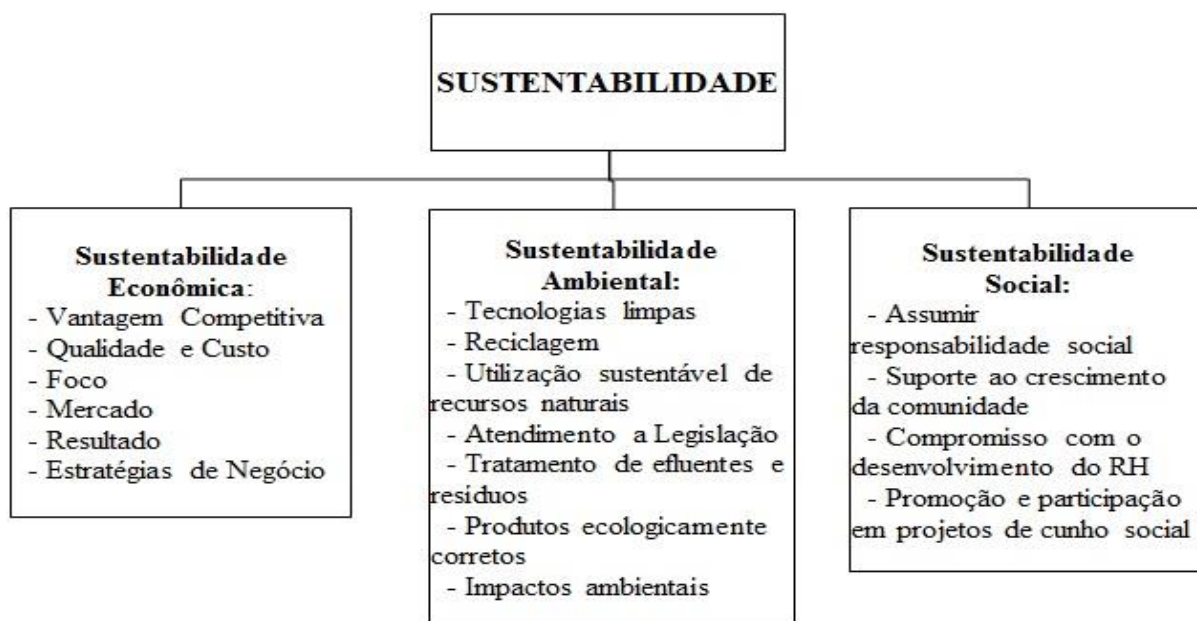 SUSTENTABILIDADE
Sustentabilidade
Econômica:
- Vantagem Competitiva
- Qualidade e Custo
- Foco
- Mercado
- Resultado
- Estratégias de Negócio
Sustentabilidade
Ambiental:
- Tecnologias limpas
- Reciclagem
- Utilização sustentável de
recursos naturais
- Atendimento a Legislação
- Tratamento de efluentes e
resíduos
- Produtos ecologicamente
corretos
- Impactos ambientais
Sustentabilidade
Social:
- Assumir
responsabilidade social
- Suporte ao crescimento
da comunidade
- Compromisso com o
desenvolvimento do RH
- Promoção e participação
em projetos de cunho social